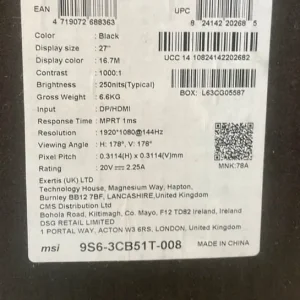 EAN
UPC
4 719072 688363
8 24142 20268 5
Color : Black
Display size : 27"
Display color : 16.7M
UCC 14 10824142202682
Contrast : 1000:1
Brightness : 250nits(Typical)
Gross Weight : 6.6KG
BOX: L63CG05587
Input : DP/HDMI
Response Time : MPRT 1ms
Resolution : 1920*1080@144Hz
Viewing Angle : H: 178°, V: 178°
Pixel Pitch : 0.3114(H) x 0.3114(V)mm
Rating : 20V ⎓ 2.25A
MNK:78A
Exertis (UK) LTD
Technology House, Magnesium Way, Hapton,
Burnley BB12 7BF, LANCASHIRE,United Kingdom
CMS Distribution Ltd
Bohola Road, Kiltimagh, Co. Mayo, F12 TD82 Ireland, Ireland
DSG RETAIL LIMITED
1 PORTAL WAY, ACTON W3 6RS, LONDON, United Kingdom
msi 9S6-3CB51T-008 MADE IN CHINA